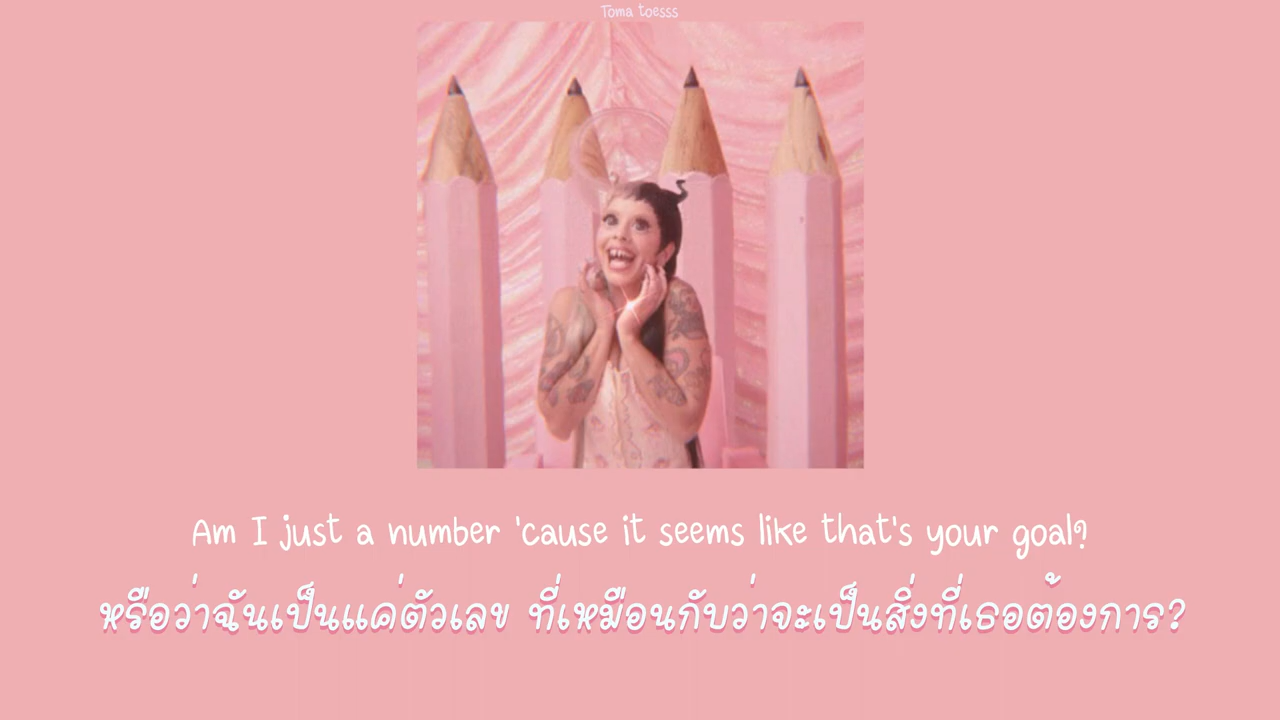 Toma toesss
Am I just a number 'cause it seems like that's your goal?
หรือว่าฉันเป็นแค่ตัวเลข ที่เหมือนกับว่าจะเป็นสิ่งที่เธอต้องการ?